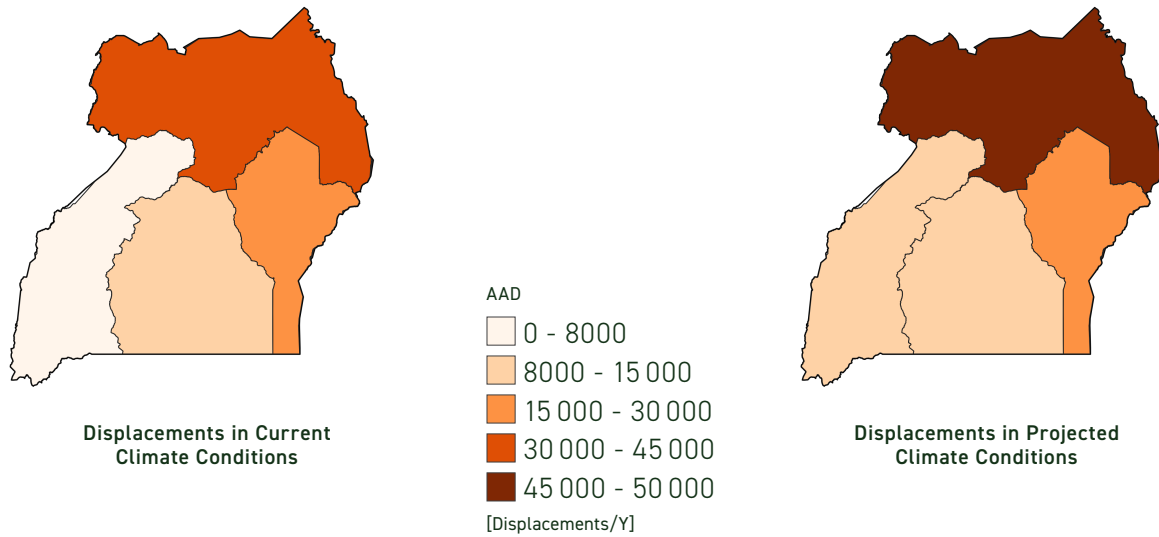 AAD
0 - 8000
8000 - 15 000
15 000 - 30 000
30 000 - 45 000
45 000 - 50 000
[Displacements/Y]
Displacements in Current
Climate Conditions
Displacements in Projected
Climate Conditions